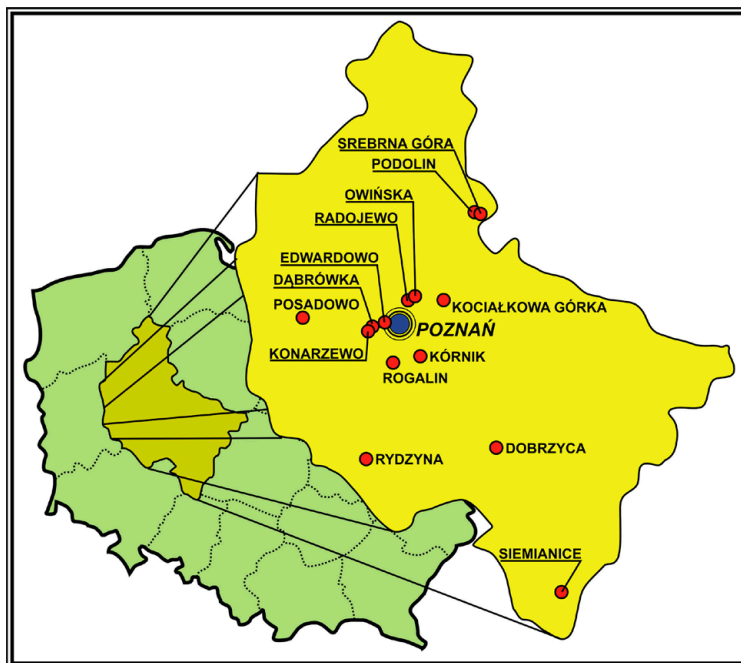 SREBRNA GÓRA
PODOLIN
OWIŃSKA
RADOJEWO
EDWARDOWO
DĄBRÓWKA
POSADOWO
KOCIAŁKOWA GÓRKA
POZNAŃ
KONARZEWO
KÓRNIK
ROGALIN
DOBRZYCA
RYDZYNA
SIEMIANICE